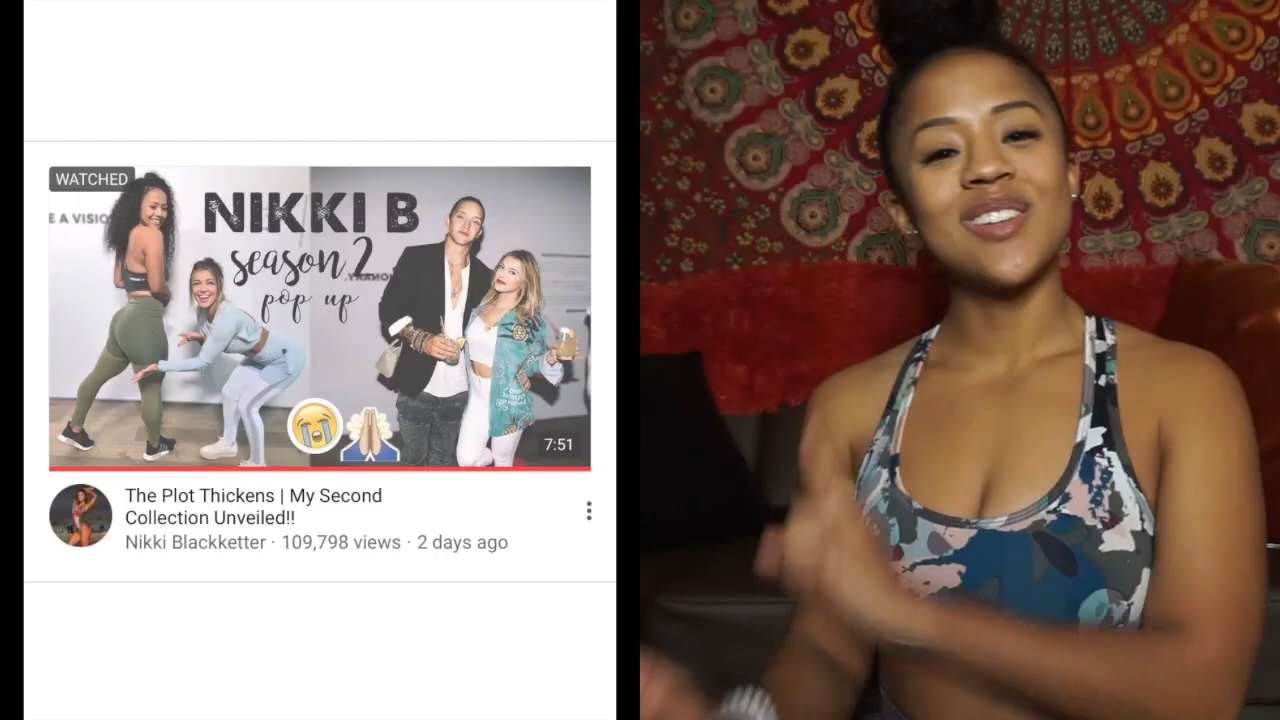 WATCHED
E A VISIO
NIKKI B
season 2
pop up
7:51
The Plot Thickens | My Second
Collection Unveiled!!
Nikki Blackketter · 109,798 views · 2 days ago